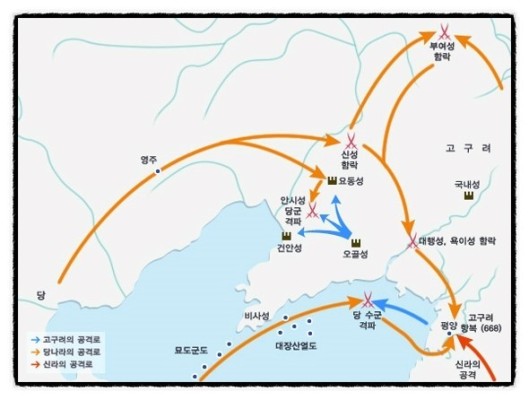 부여성
함락
고 구 려
영주
신성
함락
요동성
국내성
안시성
당군
격파
대행성, 욕이성 함락
건안성
오골성
당
비사성
당 수군
격파
고구려
평양 항복 (668)
대장산열도
묘도군도
고구려의 공격로
당나라의 공격로
신라의 공격로
신라의
공격